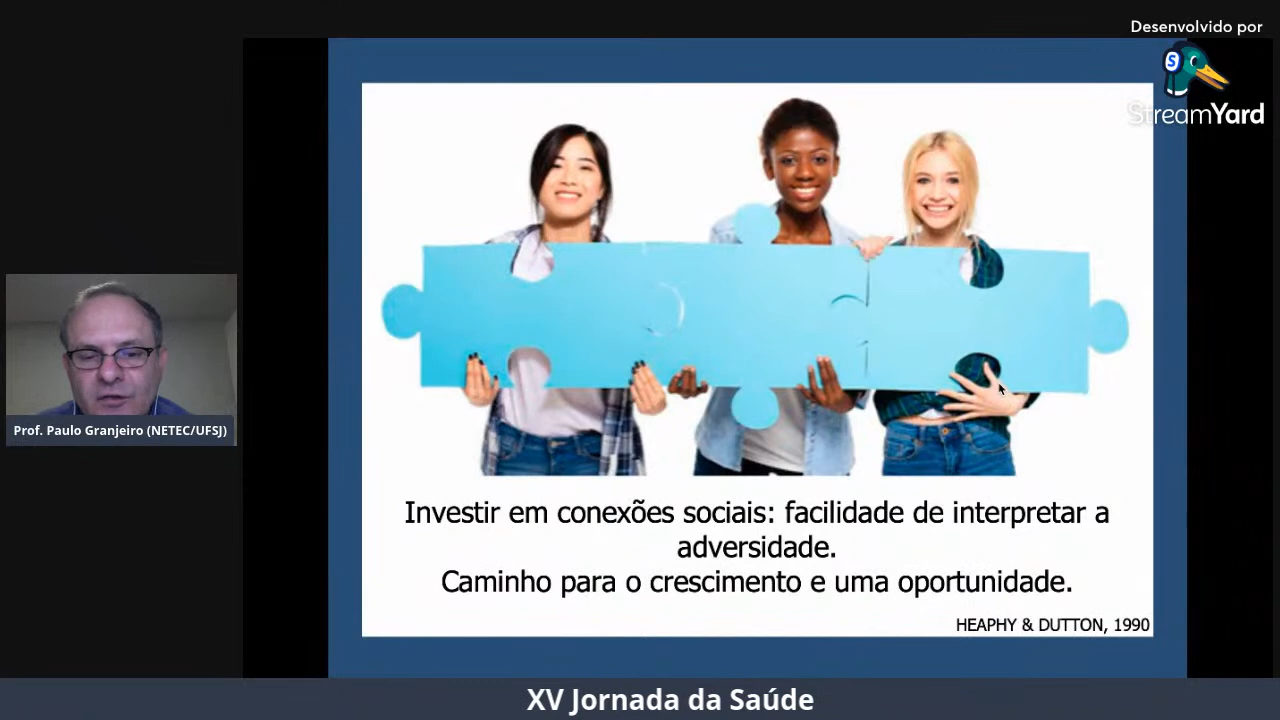 Desenvolvido por
S
StreamYard
Prof. Paulo Granjeiro (NETEC/UFSJ)
Investir em conexões sociais: facilidade de interpretar a
adversidade.
Caminho para o crescimento e uma oportunidade.
HEAPHY & DUTTON, 1990
XV Jornada da Saúde